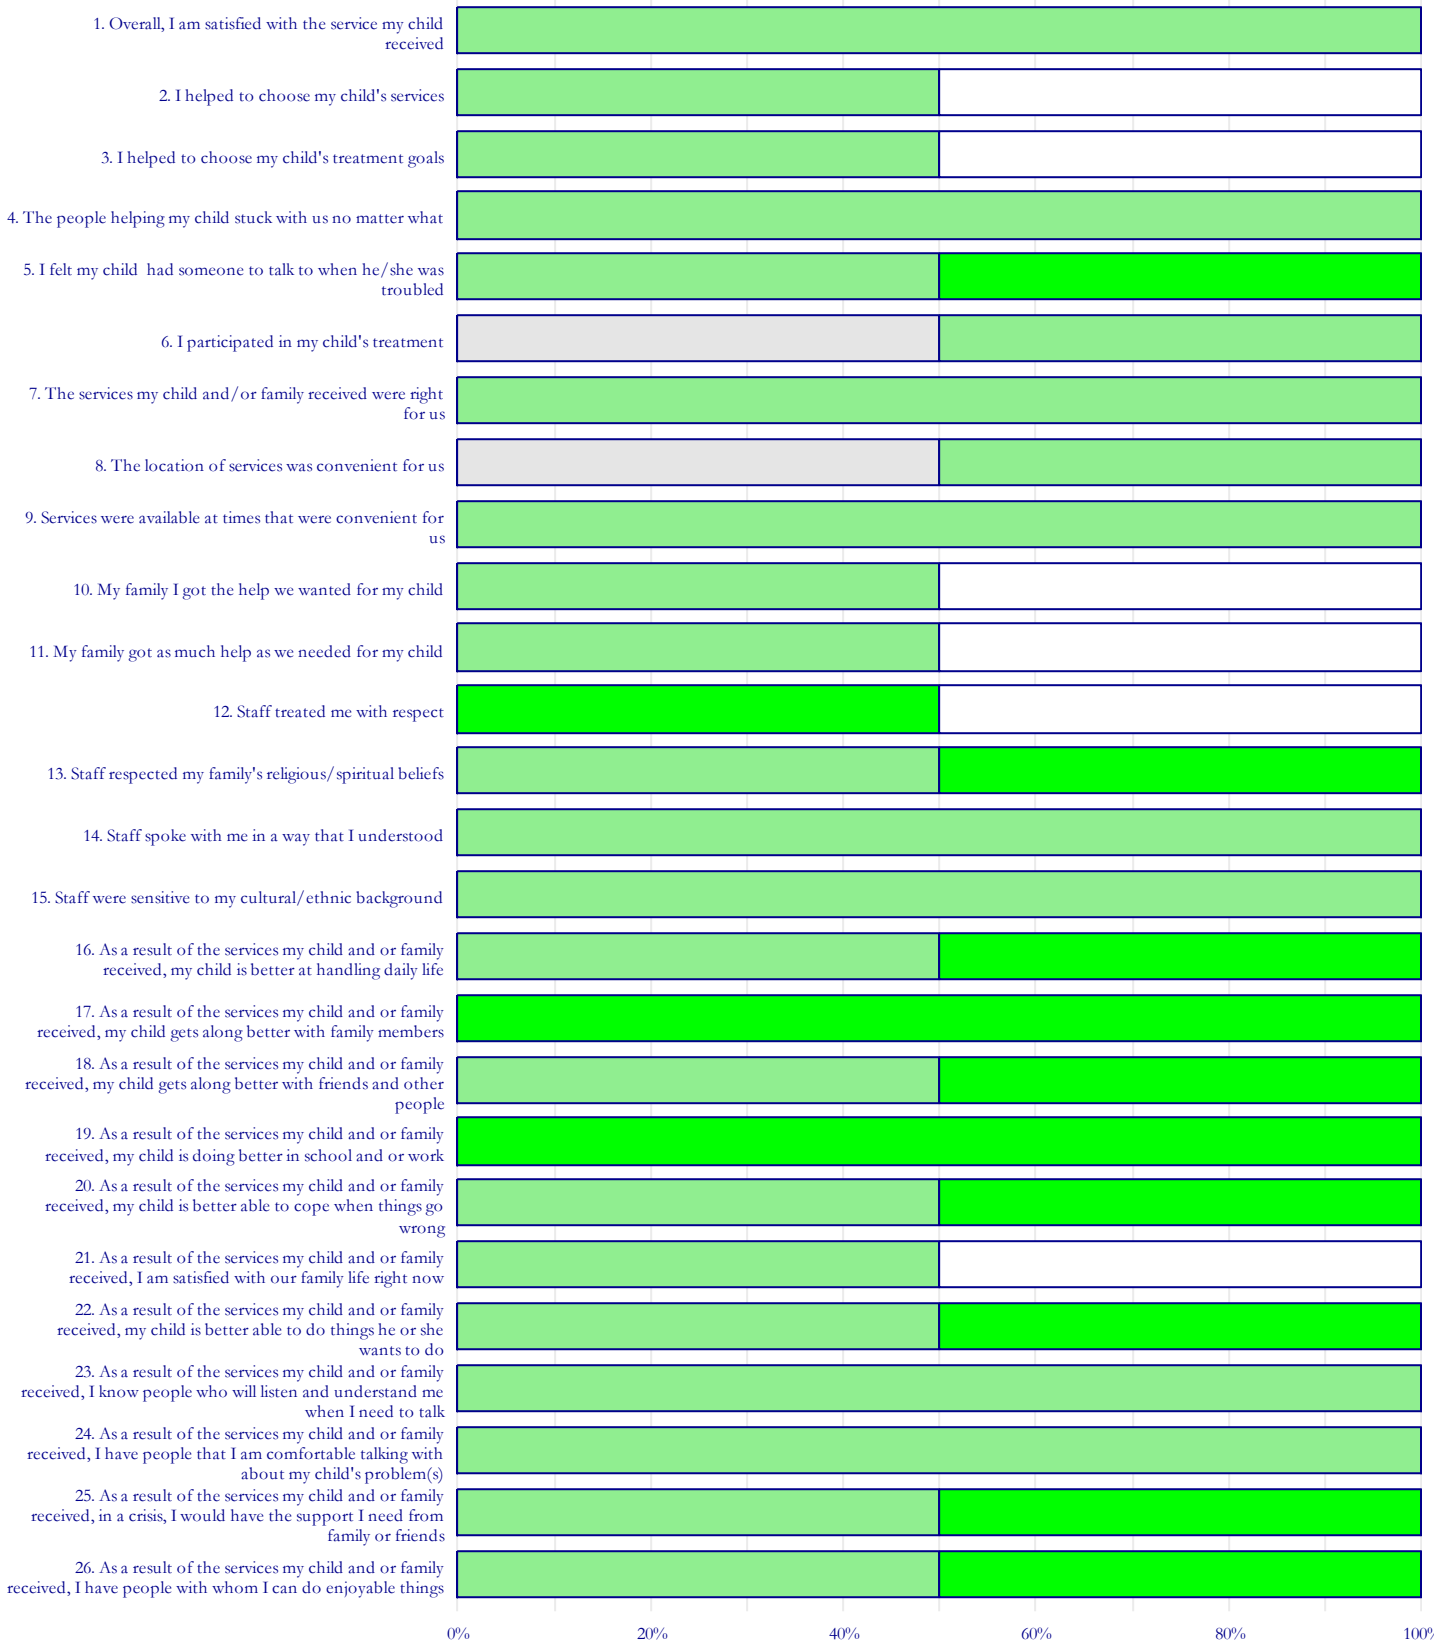 1. Overall, I am satisfied with the service my child
received
2. I helped to choose my child's services
3. I helped to choose my child's treatment goals
4. The people helping my child stuck with us no matter what
5. I felt my child  had someone to talk to when he/she was
troubled
6. I participated in my child's treatment
7. The services my child and/or family received were right
for us
8. The location of services was convenient for us
9. Services were available at times that were convenient for
us
10. My family I got the help we wanted for my child
11. My family got as much help as we needed for my child
12. Staff treated me with respect
13. Staff respected my family's religious/spiritual beliefs
14. Staff spoke with me in a way that I understood
15. Staff were sensitive to my cultural/ethnic background
16. As a result of the services my child and or family
received, my child is better at handling daily life
17. As a result of the services my child and or family
received, my child gets along better with family members
18. As a result of the services my child and or family
received, my child gets along better with friends and other
people
19. As a result of the services my child and or family
received, my child is doing better in school and or work
20. As a result of the services my child and or family
received, my child is better able to cope when things go
wrong
21. As a result of the services my child and or family
received, I am satisfied with our family life right now
22. As a result of the services my child and or family
received, my child is better able to do things he or she
wants to do
23. As a result of the services my child and or family
received, I know people who will listen and understand me
when I need to talk
24. As a result of the services my child and or family
received, I have people that I am comfortable talking with
about my child's problem(s)
25. As a result of the services my child and or family
received, in a crisis, I would have the support I need from
family or friends
26. As a result of the services my child and or family
received, I have people with whom I can do enjoyable things
0% 20% 40% 60% 80% 100%